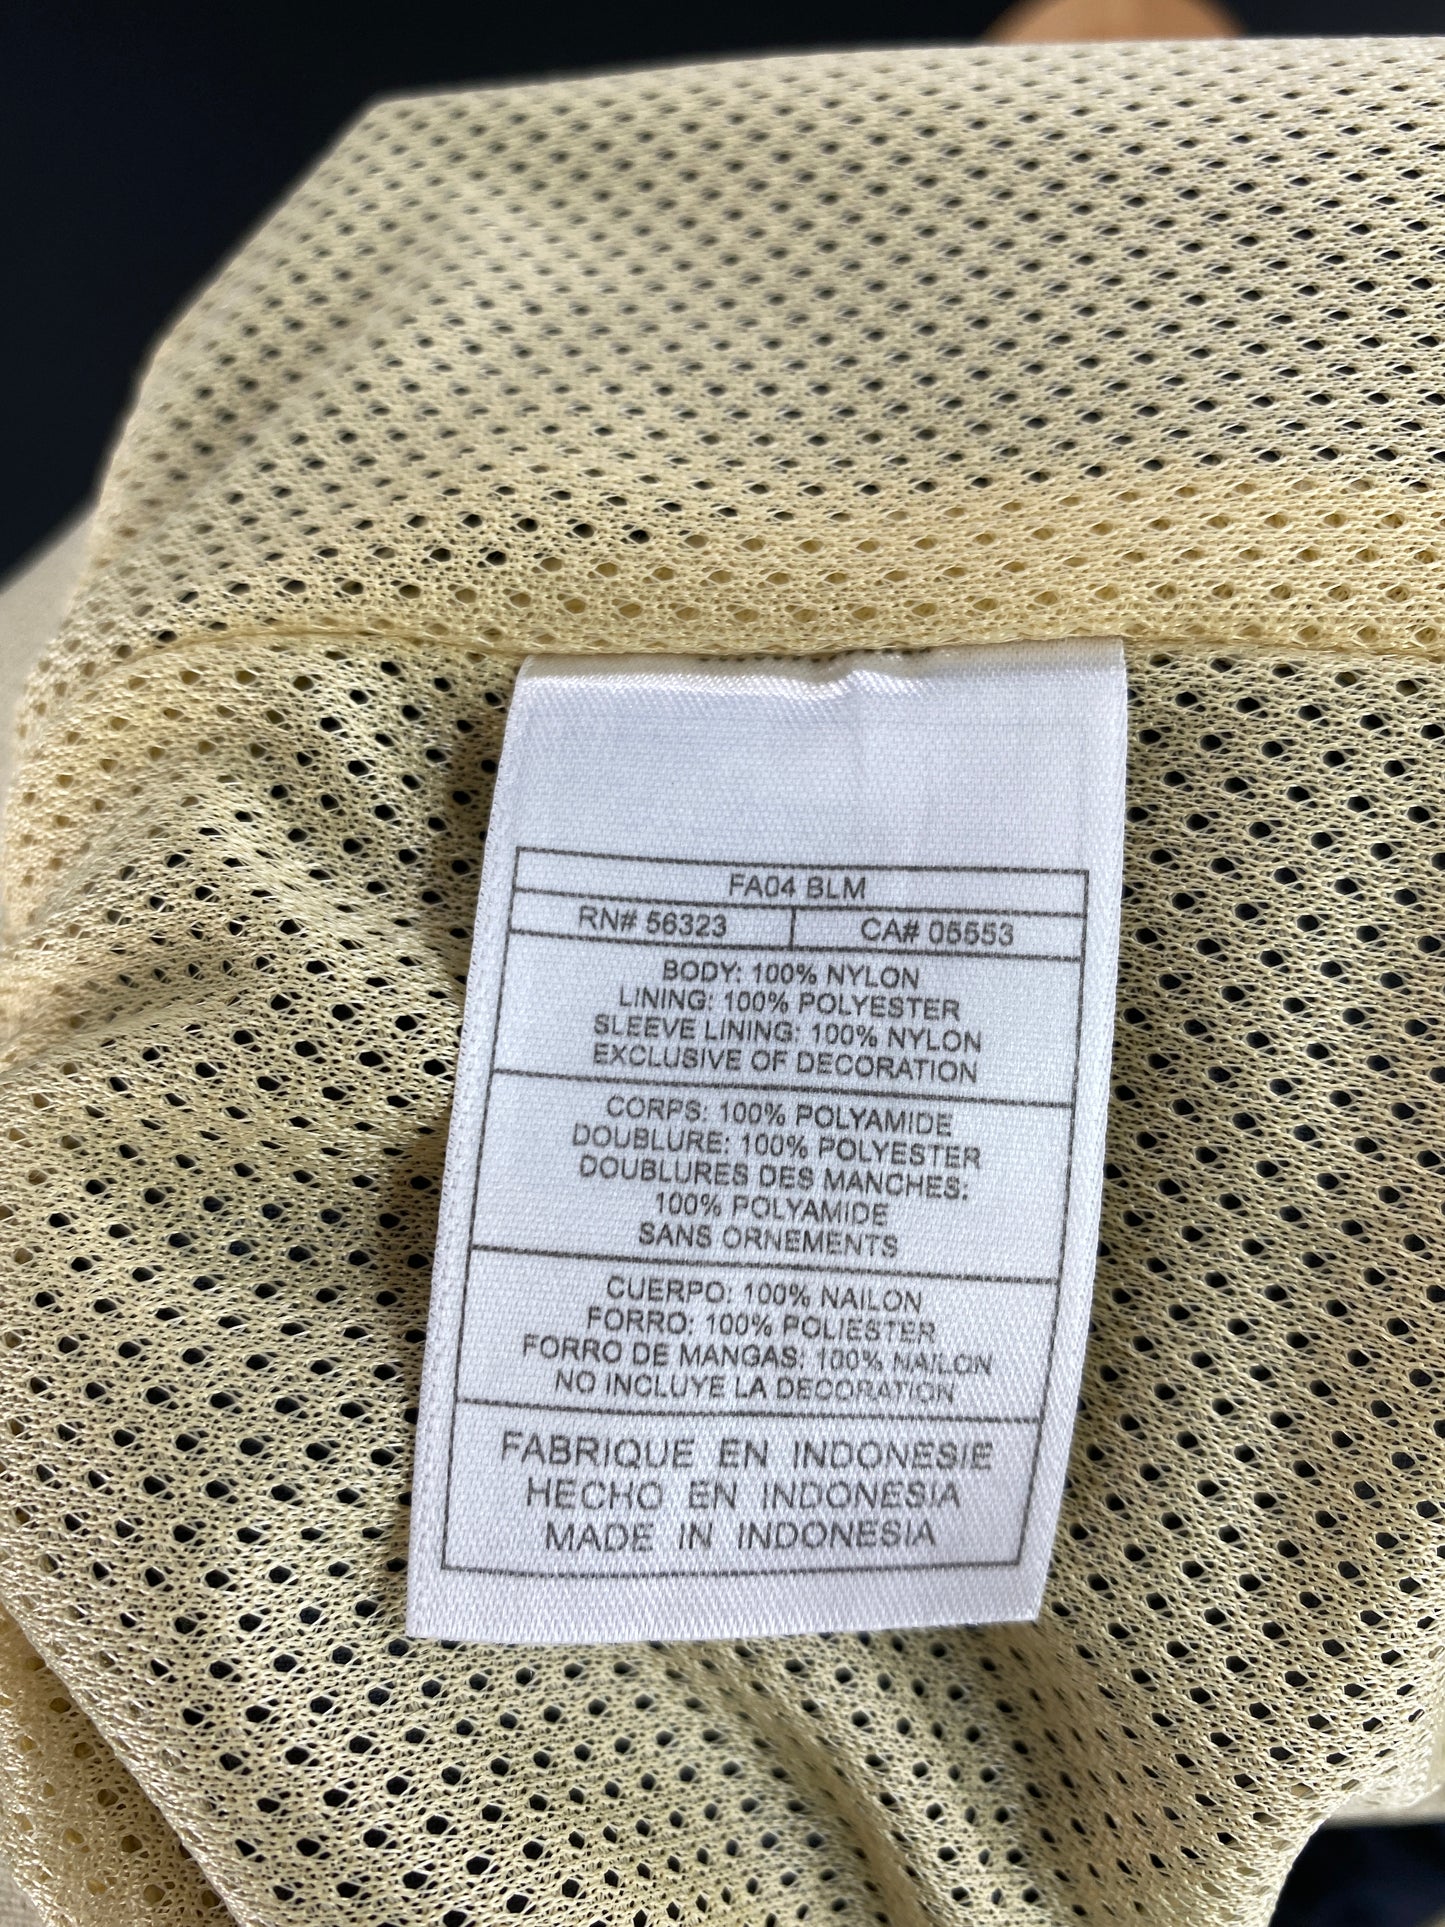 FA04 BLM
RN# 56323 CA# 05553
BODY: 100% NYLON
LINING: 100% POLYESTER
SLEEVE LINING: 100% NYLON
EXCLUSIVE OF DECORATION
CORPS: 100% POLYAMIDE
DOUBLURE: 100% POLYESTER
DOUBLURES DES MANCHES:
100% POLYAMIDE
SANS ORNEMENTS
CUERPO: 100% NAILON
FORRO: 100% POLIESTER
FORRO DE MANGAS: 100% NAILON
NO INCLUYE LA DECORATION
FABRIQUE EN INDONESIE
HECHO EN INDONESIA
MADE IN INDONESIA